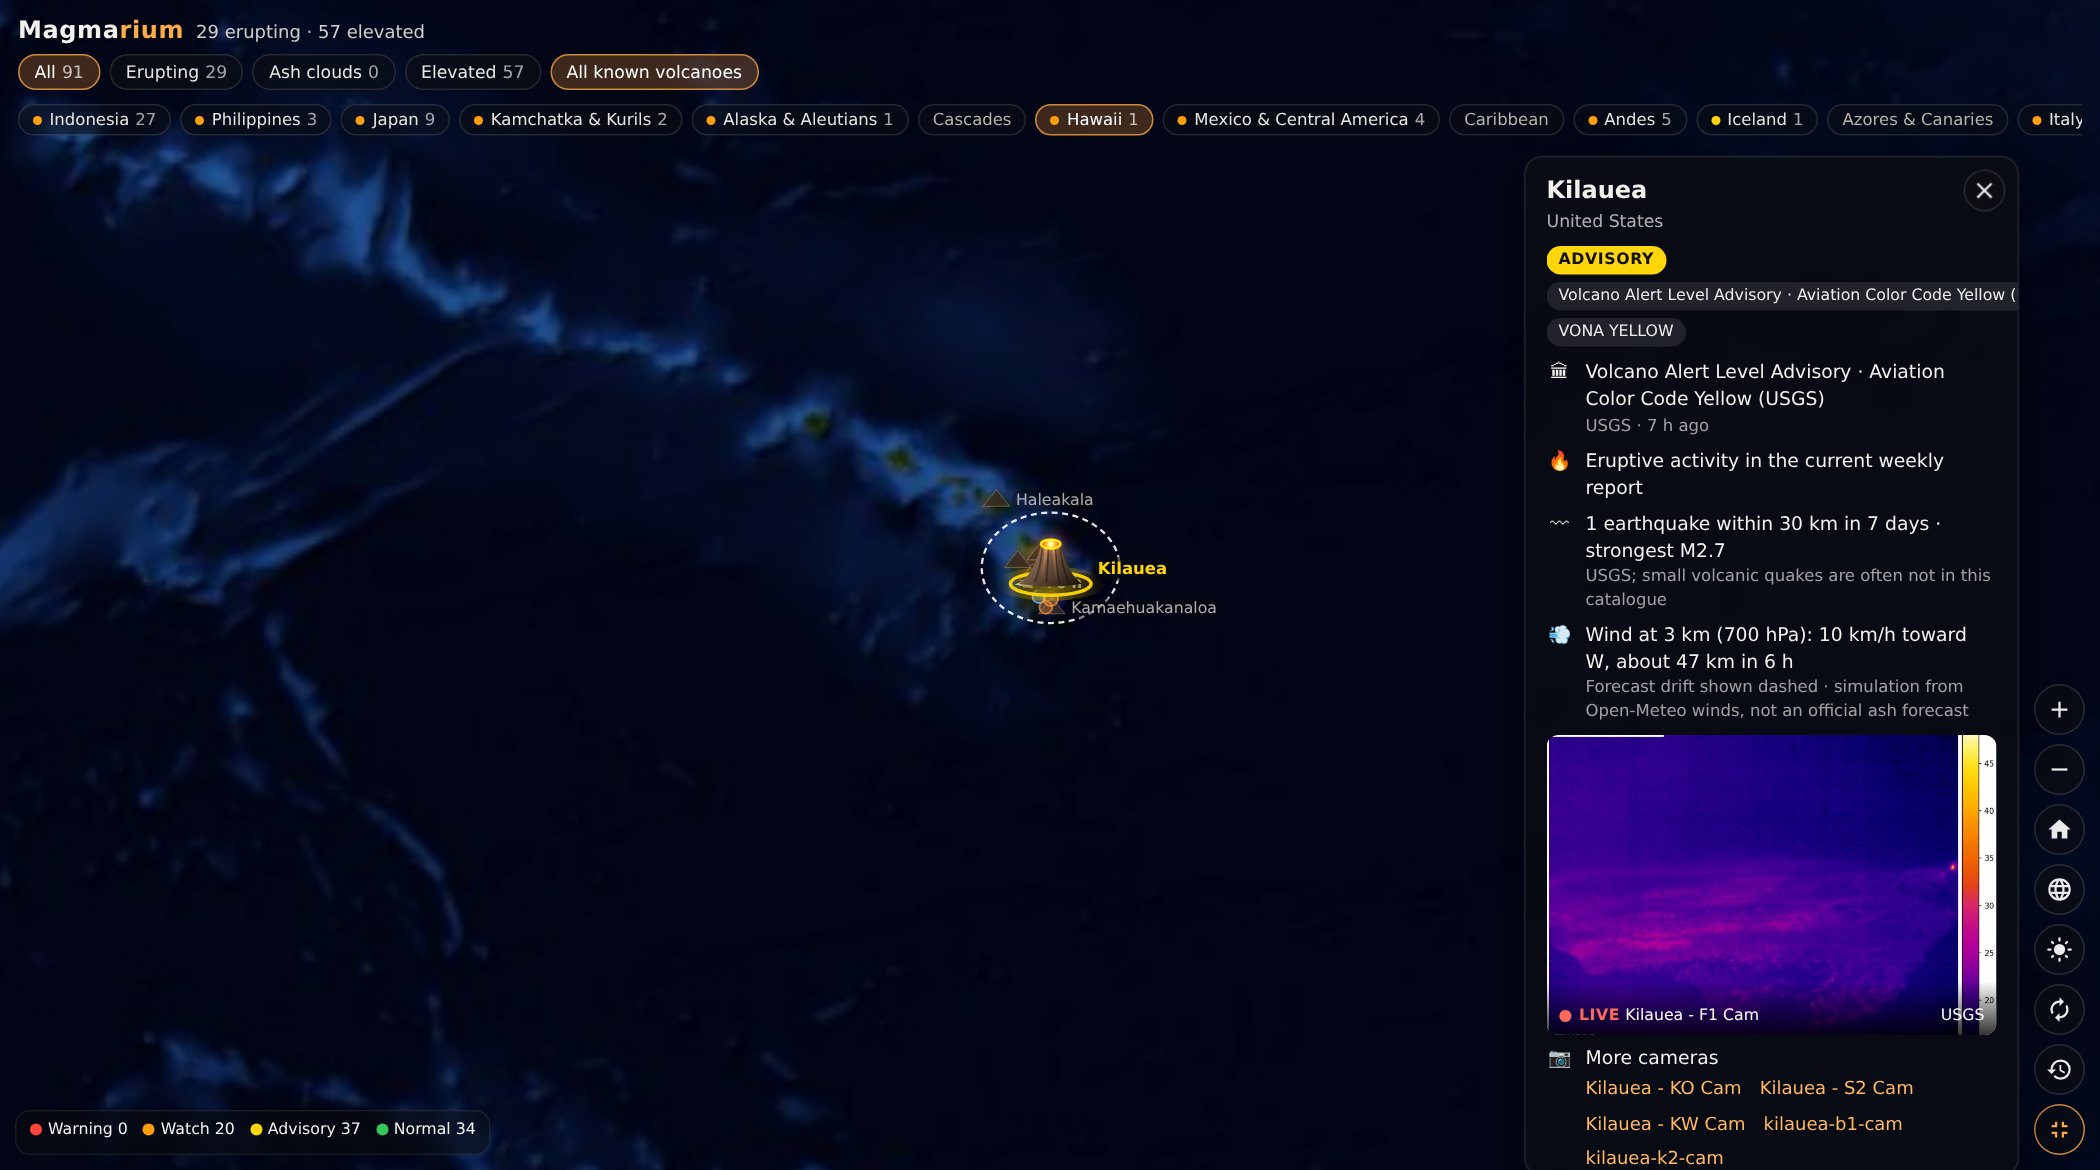 Magmarium 29 erupting · 57 elevated
All 91 Erupting 29 Ash clouds 0 Elevated 57 All known volcanoes
Indonesia 27 Philippines 3 Japan 9 Kamchatka & Kurils 2 Alaska & Aleutians 1 Cascades Hawaii 1 Mexico & Central America 4 Caribbean Andes 5 Iceland 1 Azores & Canaries Italy
Haleakala
Kilauea
Kamaehuakanaloa
Kilauea
United States
ADVISORY
Volcano Alert Level Advisory · Aviation Color Code Yellow (
VONA YELLOW
Volcano Alert Level Advisory · Aviation
Color Code Yellow (USGS)
USGS · 7 h ago
Eruptive activity in the current weekly
report
1 earthquake within 30 km in 7 days ·
strongest M2.7
USGS; small volcanic quakes are often not in this
catalogue
Wind at 3 km (700 hPa): 10 km/h toward
W, about 47 km in 6 h
Forecast drift shown dashed · simulation from
Open-Meteo winds, not an official ash forecast
45
40
35
30
25
20
LIVE Kilauea - F1 Cam USGS
More cameras
Kilauea - KO Cam Kilauea - S2 Cam
Kilauea - KW Cam kilauea-b1-cam
kilauea-k2-cam
Warning 0 Watch 20 Advisory 37 Normal 34